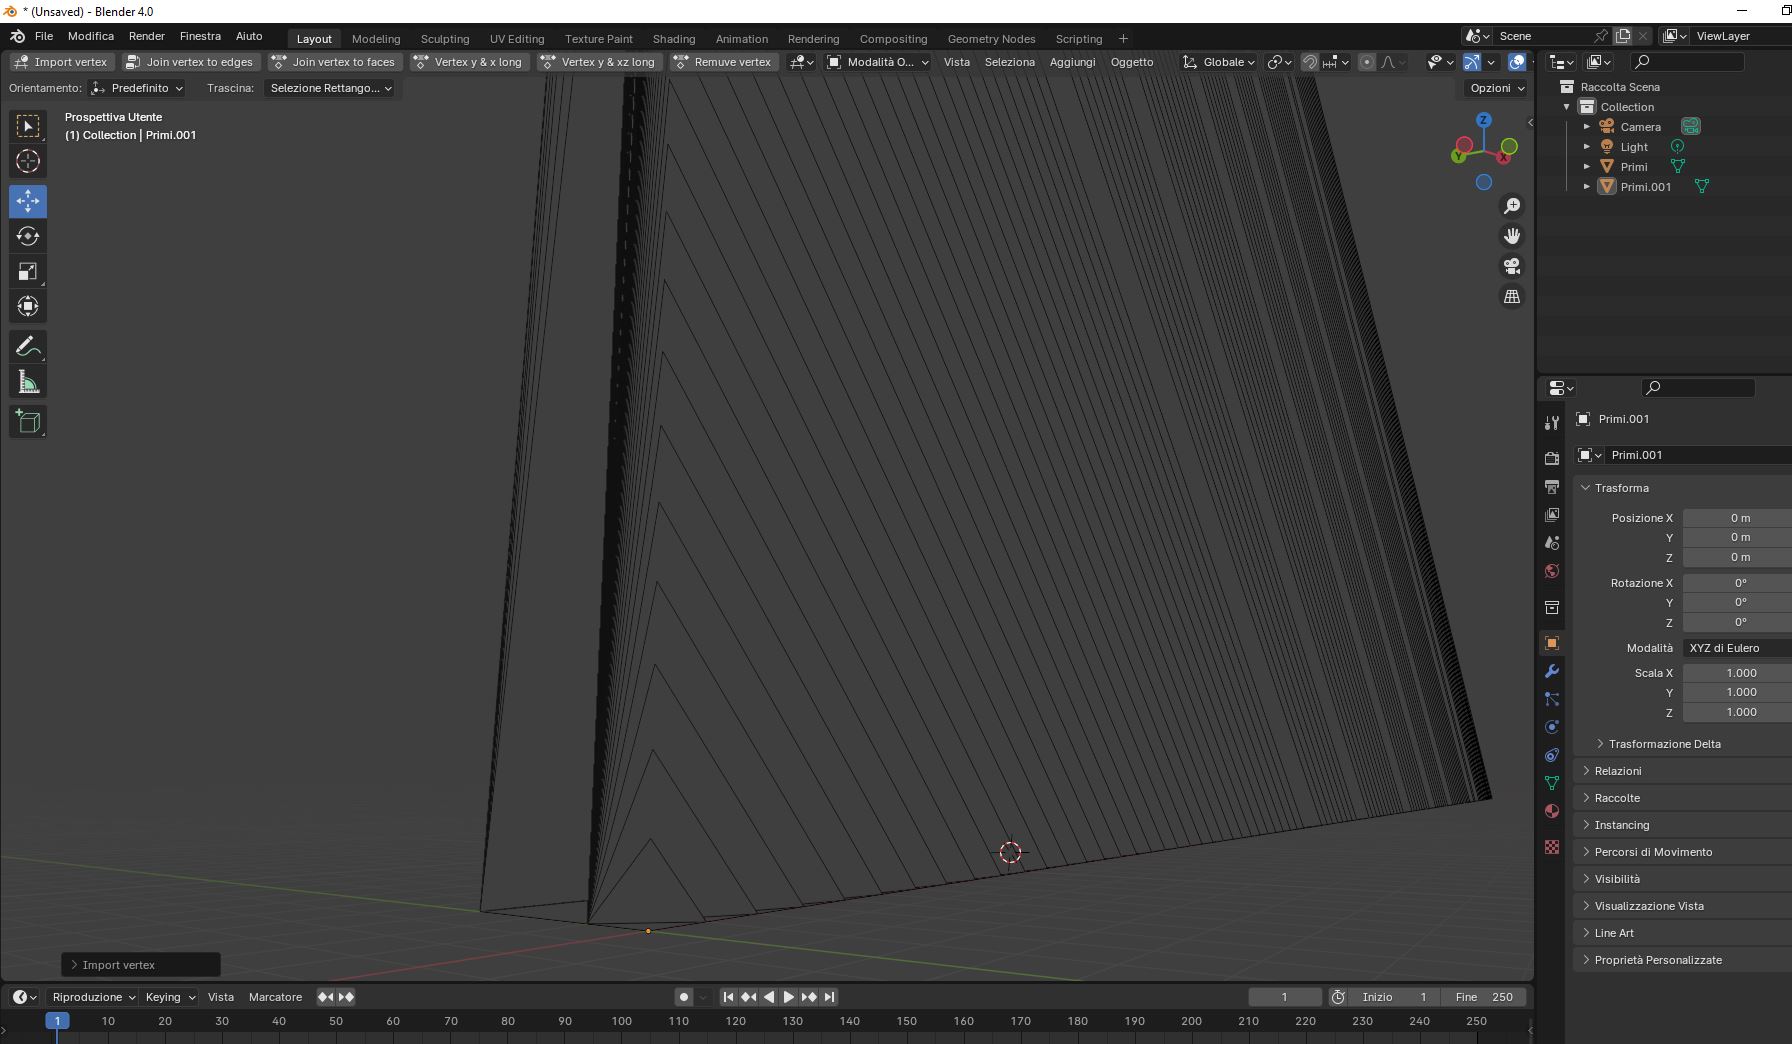 * (Unsaved) - Blender 4.0
File Modifica Render Finestra Aiuto Layout Modeling Sculpting UV Editing Texture Paint Shading Animation Rendering Compositing Geometry Nodes Scripting + Scene ViewLayer
Import vertex Join vertex to edges Join vertex to faces Vertex y & x long Vertex y & xz long Remuve vertex Modalità O... Vista Seleziona Aggiungi Oggetto Globale
Orientamento: Predefinito Trascina: Selezione Rettango... Opzioni
Prospettiva Utente
(1) Collection | Primi.001
Z
Y X
Raccolta Scena
Collection
Camera
Light
Primi
Primi.001
Primi.001
Primi.001
Trasforma
Posizione X 0 m
Y 0 m
Z 0 m
Rotazione X 0°
Y 0°
Z 0°
Modalità XYZ di Eulero
Scala X 1.000
Y 1.000
Z 1.000
Trasformazione Delta
Relazioni
Raccolte
Instancing
Percorsi di Movimento
Visibilità
Visualizzazione Vista
Line Art
Proprietà Personalizzate
Import vertex
Riproduzione Keying Vista Marcatore 1 Inizio 1 Fine 250
1 10 20 30 40 50 60 70 80 90 100 110 120 130 140 150 160 170 180 190 200 210 220 230 240 250